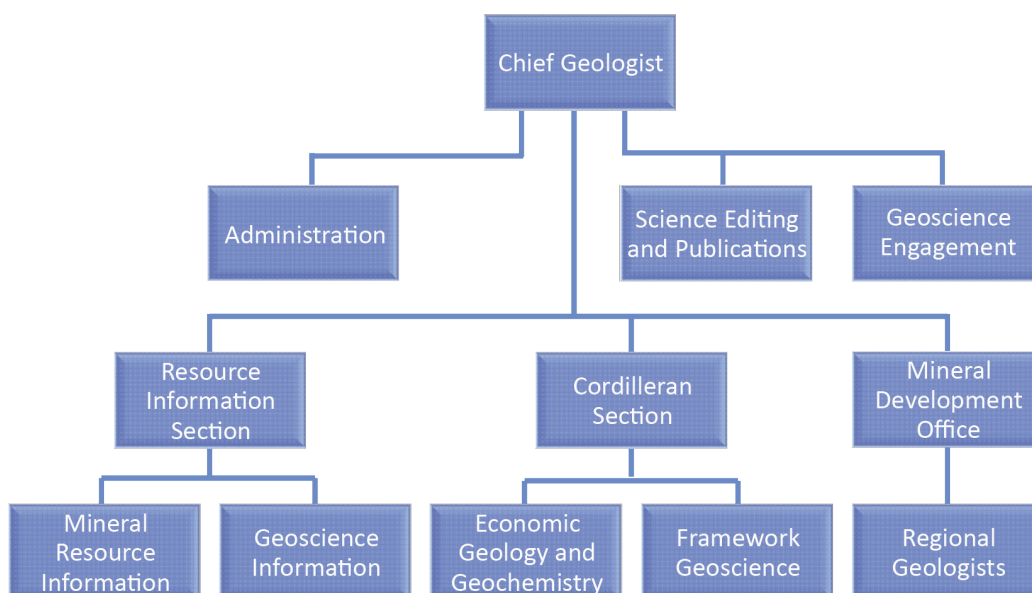 Chief Geologist
Administration
Science Editing
and Publications
Geoscience
Engagement
Resource
Information
Section
Cordilleran
Section
Mineral
Development
Office
Mineral
Resource
Information
Geoscience
Information
Economic
Geology and
Geochemistry
Framework
Geoscience
Regional
Geologists